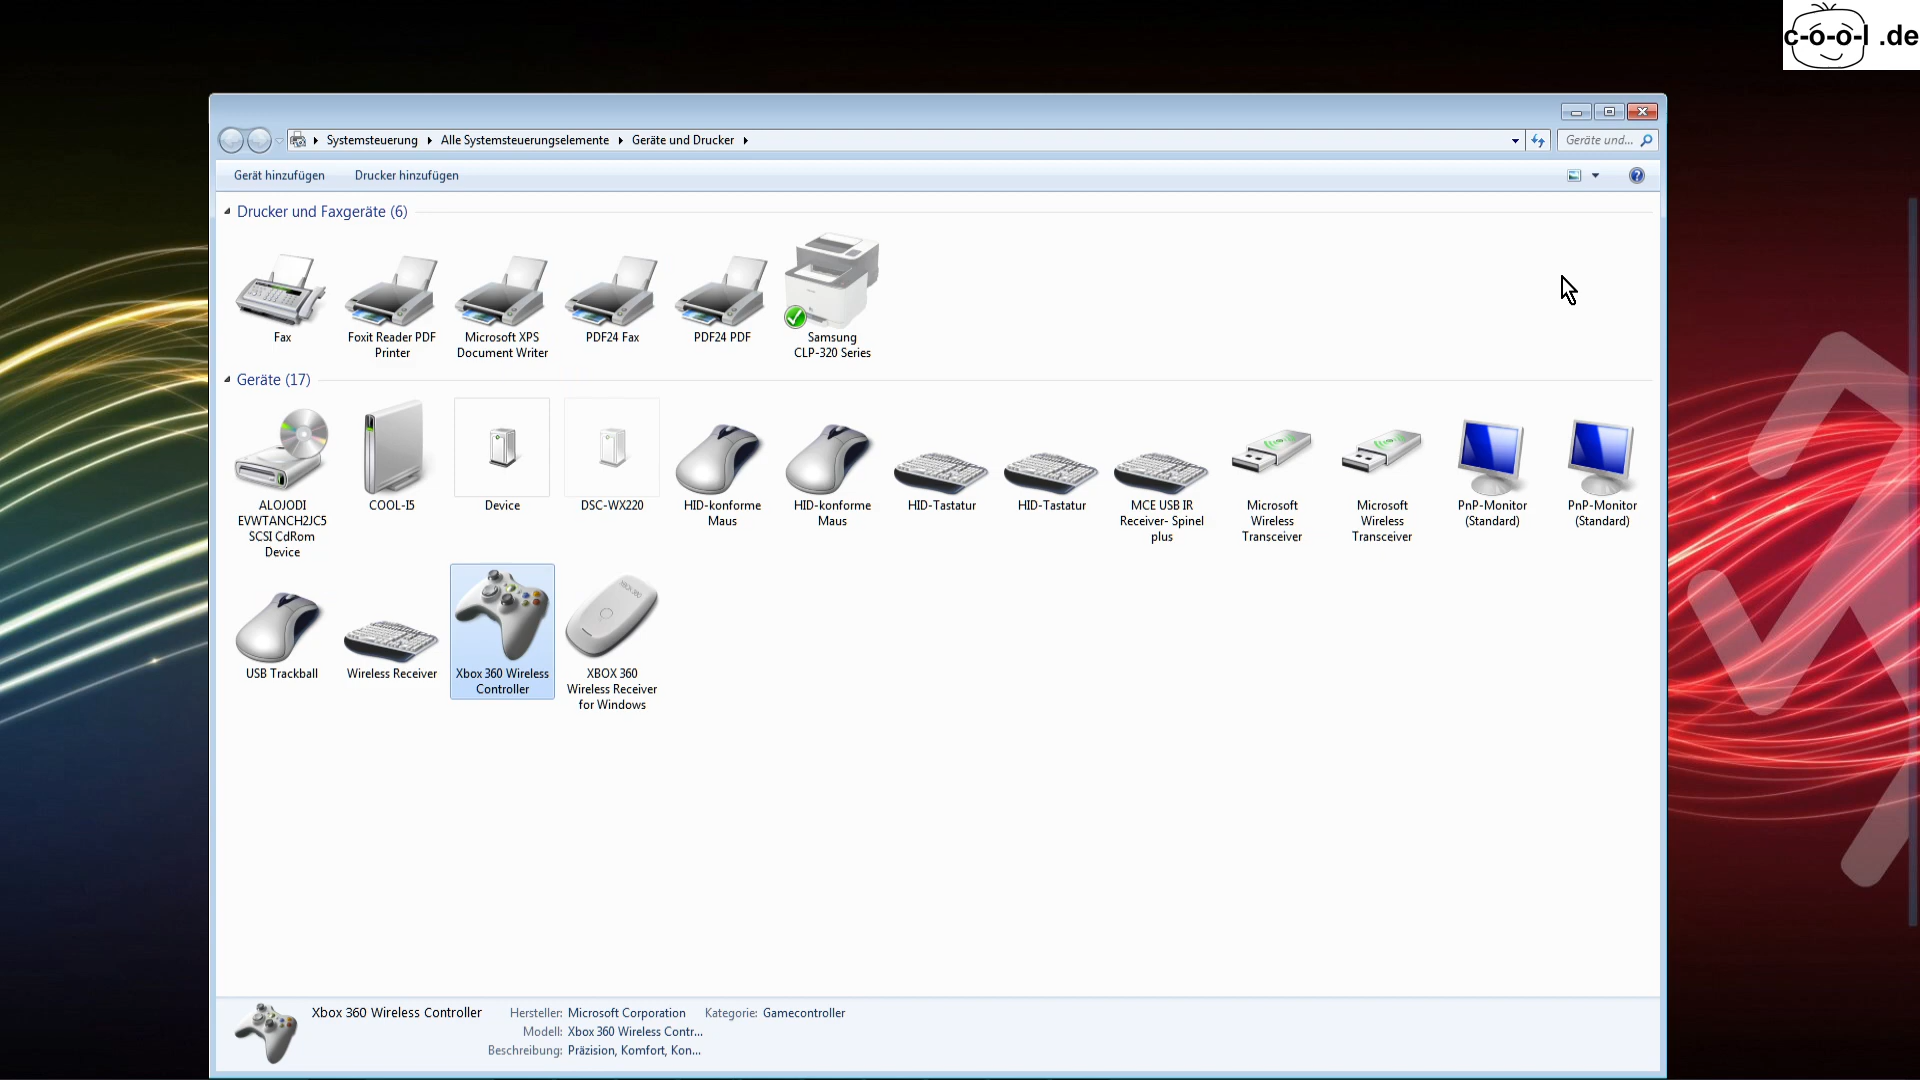 c-o-o-l .de
Systemsteuerung
Alle Systemsteuerungselemente
Geräte und Drucker
Geräte und...
Gerät hinzufügen
Drucker hinzufügen
Drucker und Faxgeräte (6)
Fax
Foxit Reader PDF
Printer
Microsoft XPS
Document Writer
PDF24 Fax
PDF24 PDF
Samsung
CLP-320 Series
Geräte (17)
ALOJODI
EVWTANCH2JC5
SCSI CdRom
Device
COOL-I5
Device
DSC-WX220
HID-konforme
Maus
HID-konforme
Maus
HID-Tastatur
HID-Tastatur
MCE USB IR
Receiver- Spinel
plus
Microsoft
Wireless
Transceiver
Microsoft
Wireless
Transceiver
PnP-Monitor
(Standard)
PnP-Monitor
(Standard)
USB Trackball
Wireless Receiver
Xbox 360 Wireless
Controller
XBOX 360
Wireless Receiver
for Windows
Xbox 360 Wireless Controller
Hersteller: Microsoft Corporation
Kategorie: Gamecontroller
Modell: Xbox 360 Wireless Contr...
Beschreibung: Präzision, Komfort, Kon...